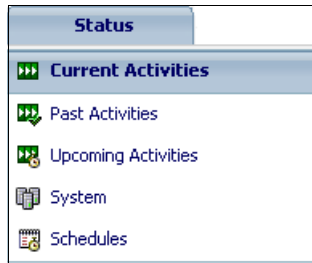 Status
Current Activities
Past Activities
Upcoming Activities
System
Schedules